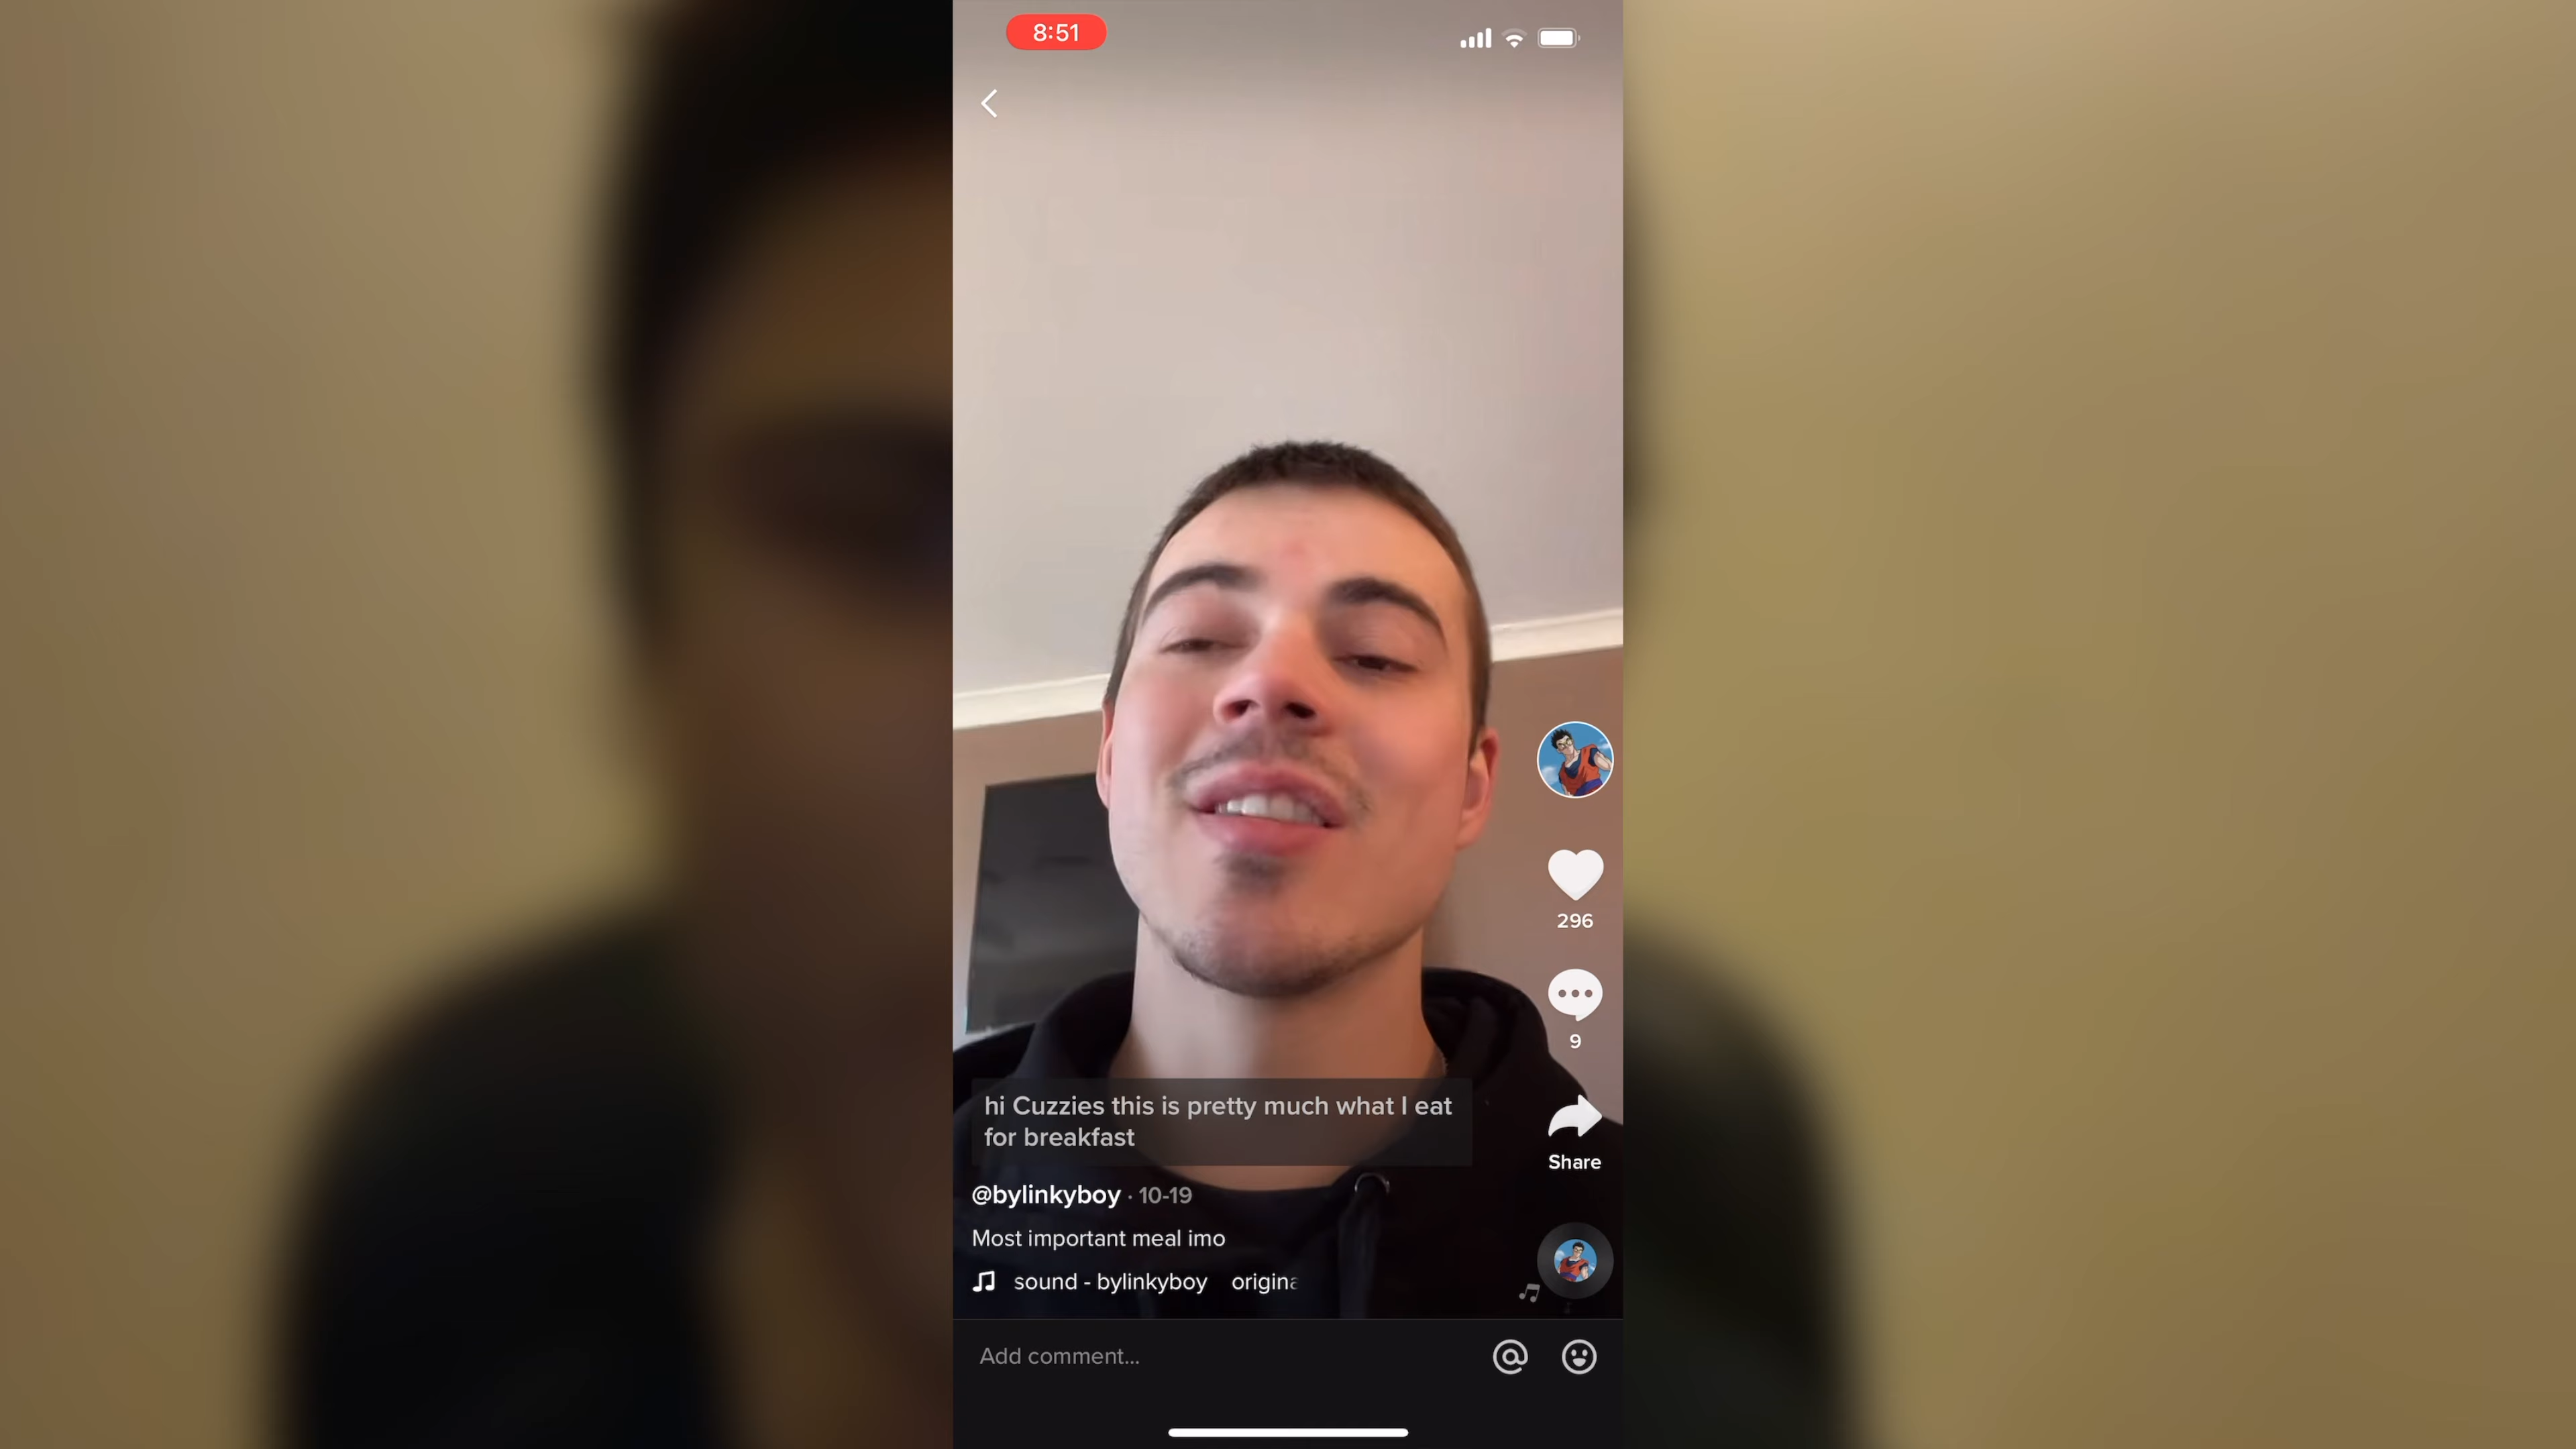 8:51
296
9
hi Cuzzies this is pretty much what I eat
for breakfast
Share
@bylinkyboy · 10-19
Most important meal imo
sound - bylinkyboy origina
Add comment...